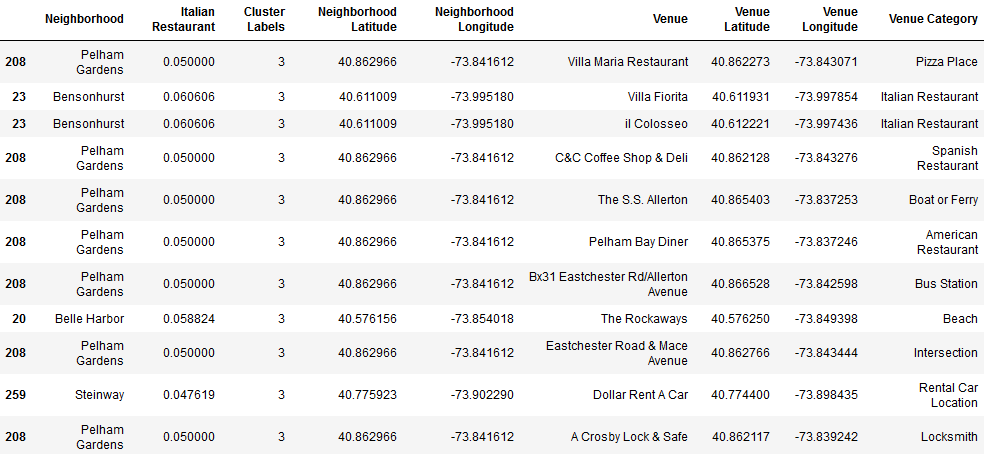 Neighborhood Italian Restaurant Cluster Labels Neighborhood Latitude Neighborhood Longitude Venue Venue Latitude Venue Longitude Venue Category
208 Pelham Gardens 0.050000 3 40.862966 -73.841612 Villa Maria Restaurant 40.862273 -73.843071 Pizza Place
23 Bensonhurst 0.060606 3 40.611009 -73.995180 Villa Fiorita 40.611931 -73.997854 Italian Restaurant
23 Bensonhurst 0.060606 3 40.611009 -73.995180 il Colosseo 40.612221 -73.997436 Italian Restaurant
208 Pelham Gardens 0.050000 3 40.862966 -73.841612 C&C Coffee Shop & Deli 40.862128 -73.843276 Spanish Restaurant
208 Pelham Gardens 0.050000 3 40.862966 -73.841612 The S.S. Allerton 40.865403 -73.837253 Boat or Ferry
208 Pelham Gardens 0.050000 3 40.862966 -73.841612 Pelham Bay Diner 40.865375 -73.837246 American Restaurant
208 Pelham Gardens 0.050000 3 40.862966 -73.841612 Bx31 Eastchester Rd/Allerton Avenue 40.866528 -73.842598 Bus Station
20 Belle Harbor 0.058824 3 40.576156 -73.854018 The Rockaways 40.576250 -73.849398 Beach
208 Pelham Gardens 0.050000 3 40.862966 -73.841612 Eastchester Road & Mace Avenue 40.862766 -73.843444 Intersection
259 Steinway 0.047619 3 40.775923 -73.902290 Dollar Rent A Car 40.774400 -73.898435 Rental Car Location
208 Pelham Gardens 0.050000 3 40.862966 -73.841612 A Crosby Lock & Safe 40.862117 -73.839242 Locksmith